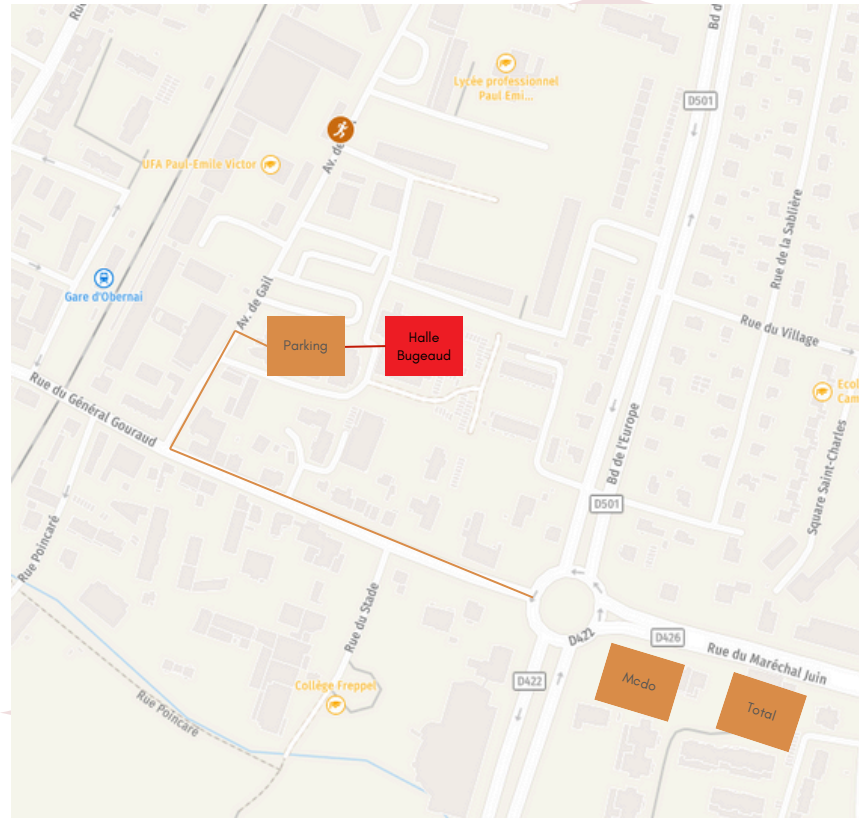 Rue
Bd d
Lycée professionnel
Paul Emi...
D501
Av. de
UFA Paul-Emile Victor
Rue de la Sablière
Gare d'Obernai
Av. de Gail
Rue du Village
Parking
Halle
Bugeaud
Ecol
Cam
Rue du Général Gouraud
Bd de l'Europe
Square Saint-Charles
D501
Rue Poincaré
Rue du Stade
D422
D426
Rue du Maréchal Juin
D422
Mcdo
Total
Collège Freppel
Rue Poincaré